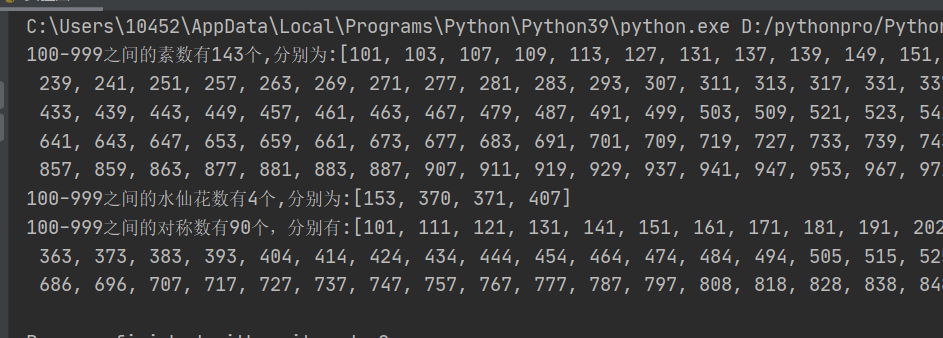 C:\Users\10452\AppData\Local\Programs\Python\Python39\python.exe D:/pythonpro/Python
100-999之间的素数有143个,分别为:[101, 103, 107, 109, 113, 127, 131, 137, 139, 149, 151,
239, 241, 251, 257, 263, 269, 271, 277, 281, 283, 293, 307, 311, 313, 317, 331,
433, 439, 443, 449, 457, 461, 463, 467, 479, 487, 491, 499, 503, 509, 521, 523,
641, 643, 647, 653, 659, 661, 673, 677, 683, 691, 701, 709, 719, 727, 733, 739,
857, 859, 863, 877, 881, 883, 887, 907, 911, 919, 929, 937, 941, 947, 953, 967,
100-999之间的水仙花数有4个,分别为:[153, 370, 371, 407]
100-999之间的对称数有90个，分别有:[101, 111, 121, 131, 141, 151, 161, 171, 181, 191, 202
363, 373, 383, 393, 404, 414, 424, 434, 444, 454, 464, 474, 484, 494, 505, 515,
686, 696, 707, 717, 727, 737, 747, 757, 767, 777, 787, 797, 808, 818, 828, 838,